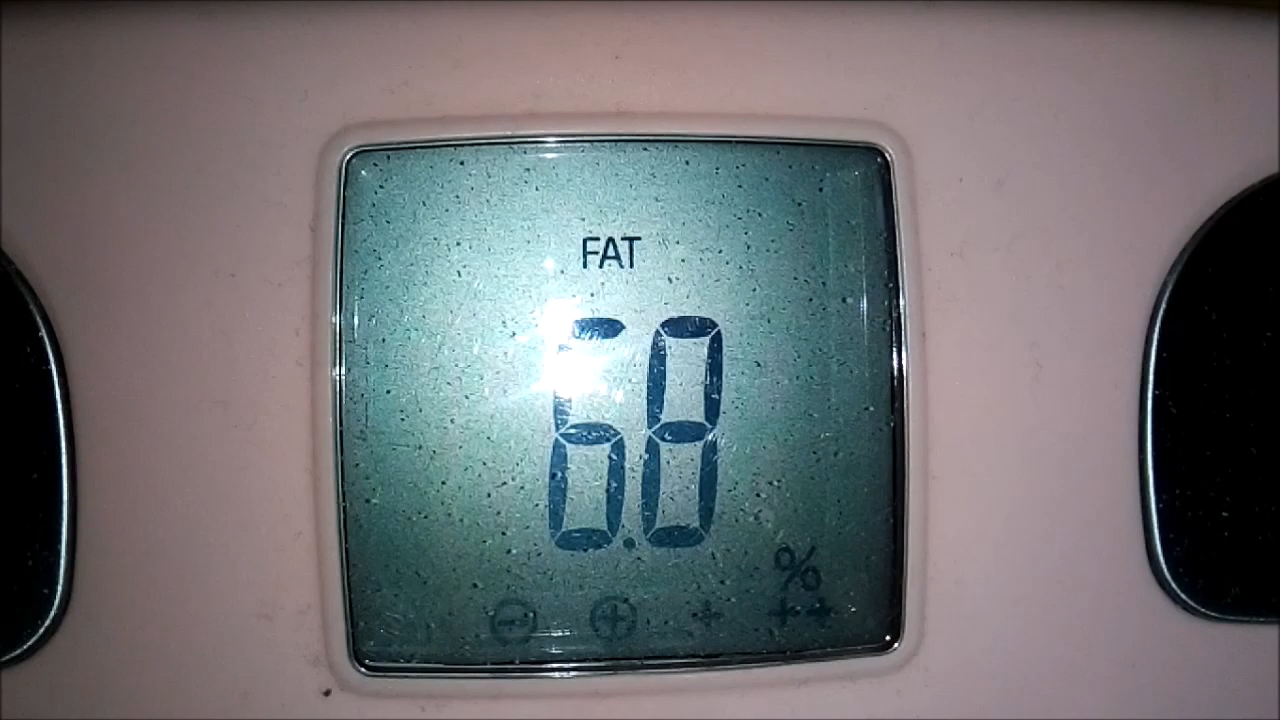 FAT
6.8
%
- + + ++